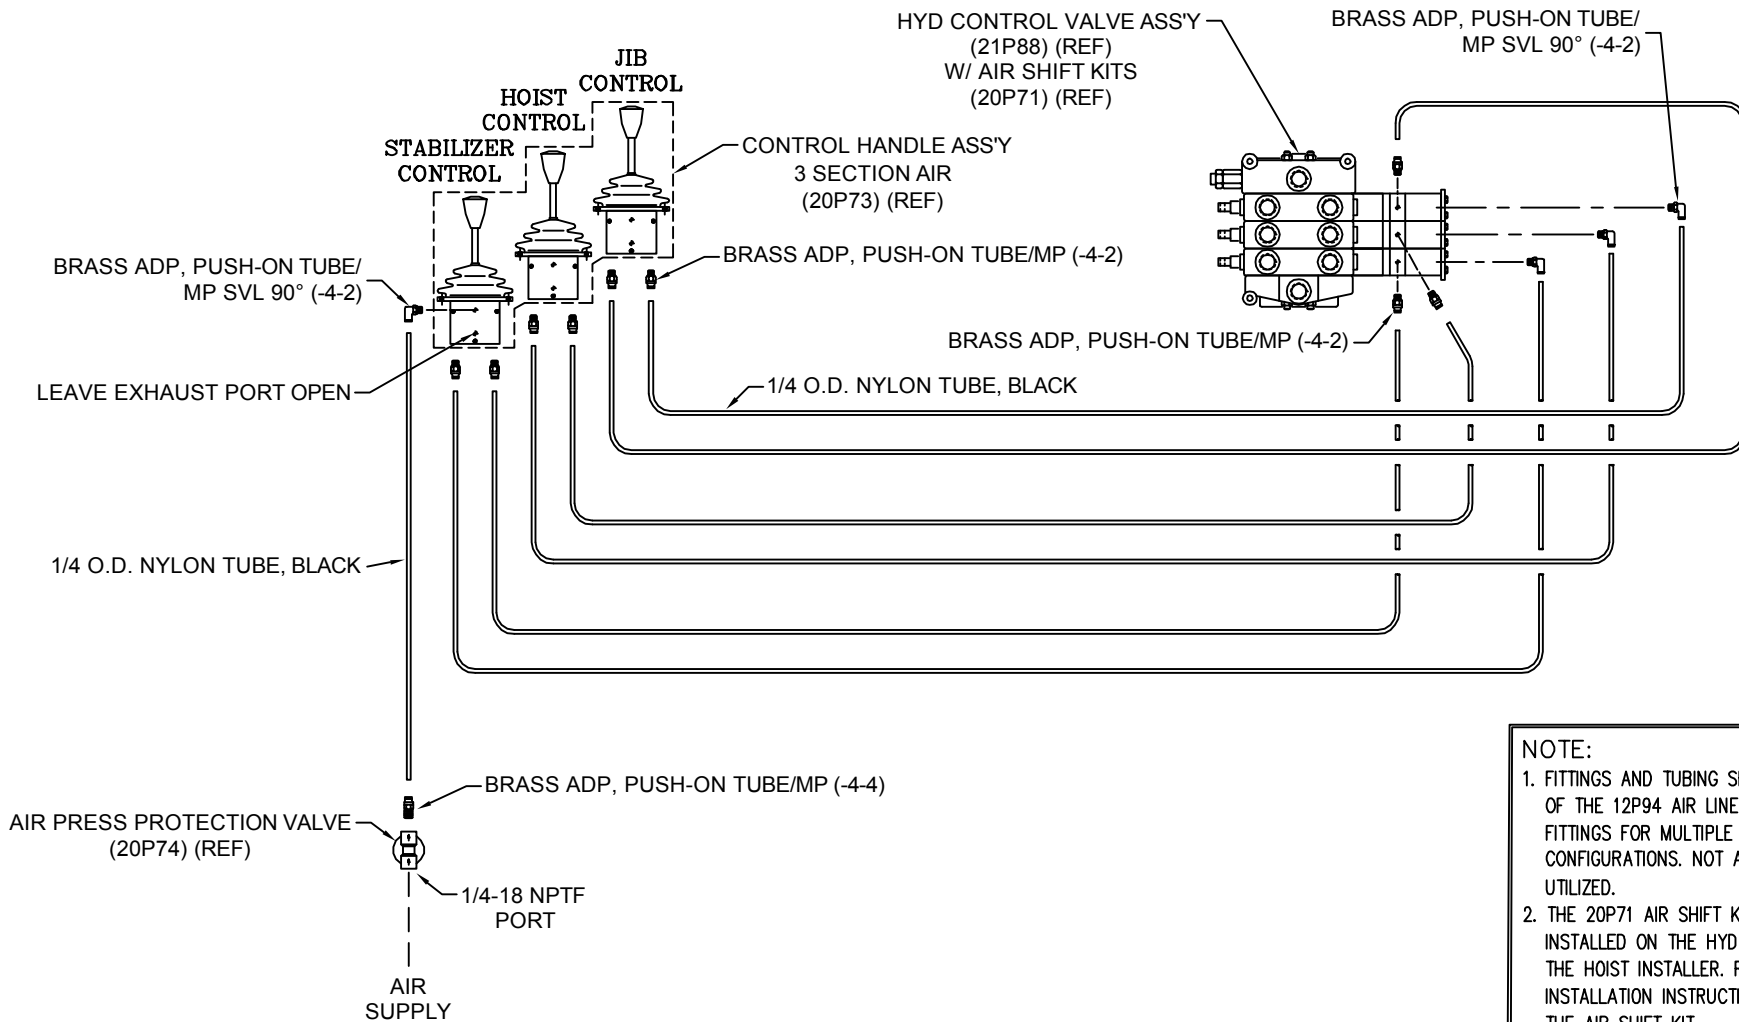 HYD CONTROL VALVE ASS'Y
(21P88) (REF)
W/ AIR SHIFT KITS
(20P71) (REF)
BRASS ADP, PUSH-ON TUBE/
MP SVL 90° (-4-2)
JIB
CONTROL
HOIST
CONTROL
STABILIZER
CONTROL
CONTROL HANDLE ASS'Y
3 SECTION AIR
(20P73) (REF)
BRASS ADP, PUSH-ON TUBE/MP (-4-2)
BRASS ADP, PUSH-ON TUBE/
MP SVL 90° (-4-2)
BRASS ADP, PUSH-ON TUBE/MP (-4-2)
LEAVE EXHAUST PORT OPEN
1/4 O.D. NYLON TUBE, BLACK
1/4 O.D. NYLON TUBE, BLACK
BRASS ADP, PUSH-ON TUBE/MP (-4-4)
AIR PRESS PROTECTION VALVE
(20P74) (REF)
1/4-18 NPTF
PORT
AIR
SUPPLY
NOTE:
1. FITTINGS AND TUBING
OF THE 12P94 AIR LINE
FITTINGS FOR MULTIPLE
CONFIGURATIONS. NOT
UTILIZED.
2. THE 20P71 AIR SHIFT
INSTALLED ON THE HYD
THE HOIST INSTALLER.
INSTALLATION
THE AIR SHIFT KIT